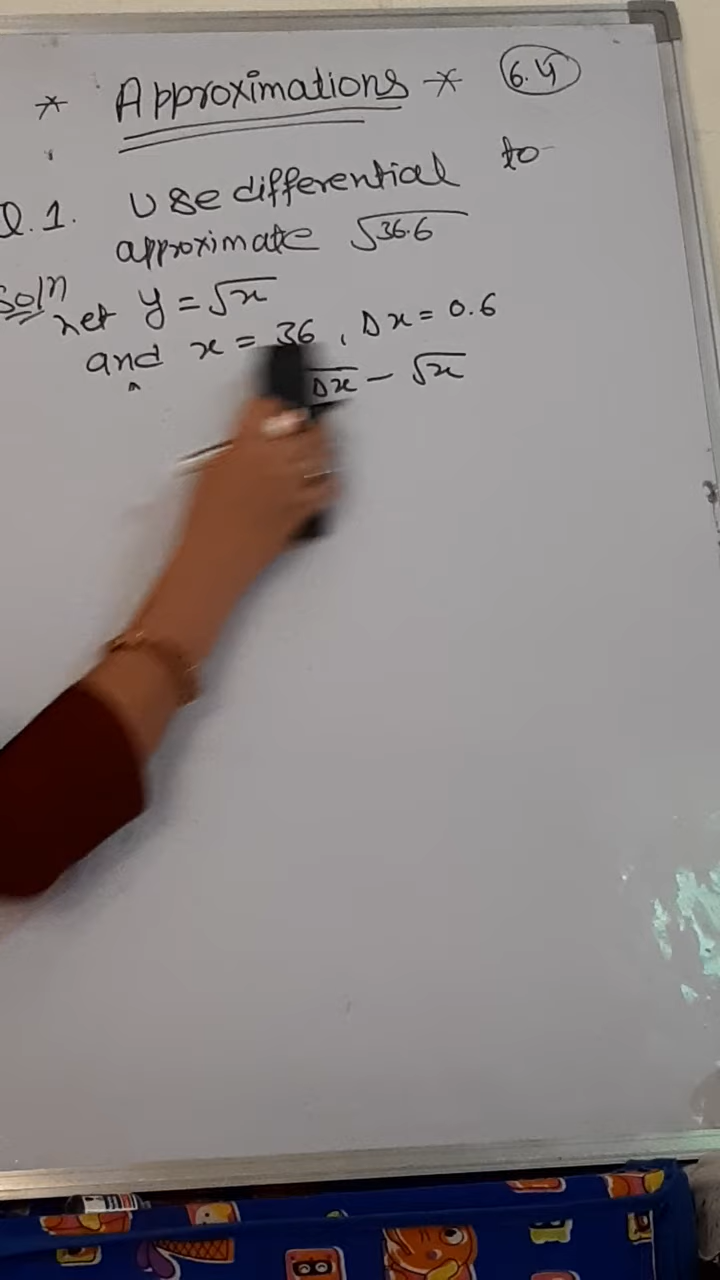 * Approximations * 6.4
Q.1. Use differential to
approximate √36.6
Soln Let y = √x
and x = 36, Δx = 0.6
Δx - √x